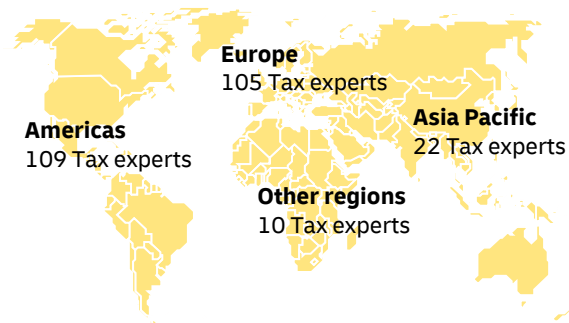 Europe
105 Tax experts
Americas
109 Tax experts
Asia Pacific
22 Tax experts
Other regions
10 Tax experts